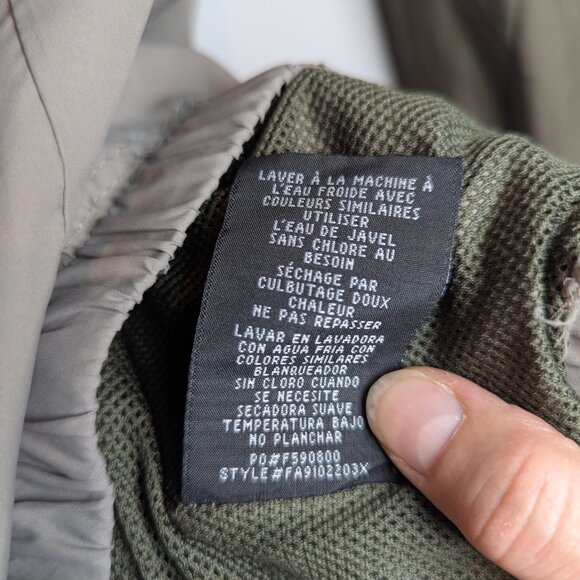 LAVER À LA MACHINE À
L'EAU FROIDE AVEC
COULEURS SIMILAIRES
UTILISER
L'EAU DE JAVEL
SANS CHLORE AU
BESOIN
SÉCHAGE PAR
CULBUTAGE DOUX
CHALEUR
NE PAS REPASSER
LAVAR EN LAVADORA
CON AGUA FRIA CON
COLORES SIMILARES
BLANQUEADOR
SIN CLORO CUANDO
SE NECESITE
SECADORA SUAVE
TEMPERATURA BAJO
NO PLANCHAR
PO#F590800
STYLE#FA9102203X